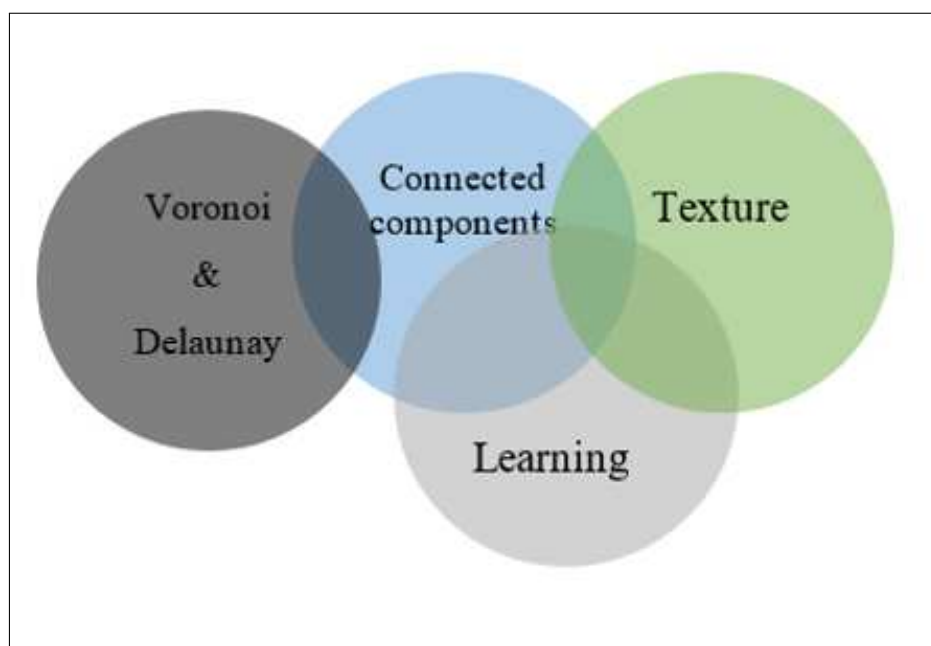 Voronoi
&
Delaunay
Connected
components
Texture
Learning